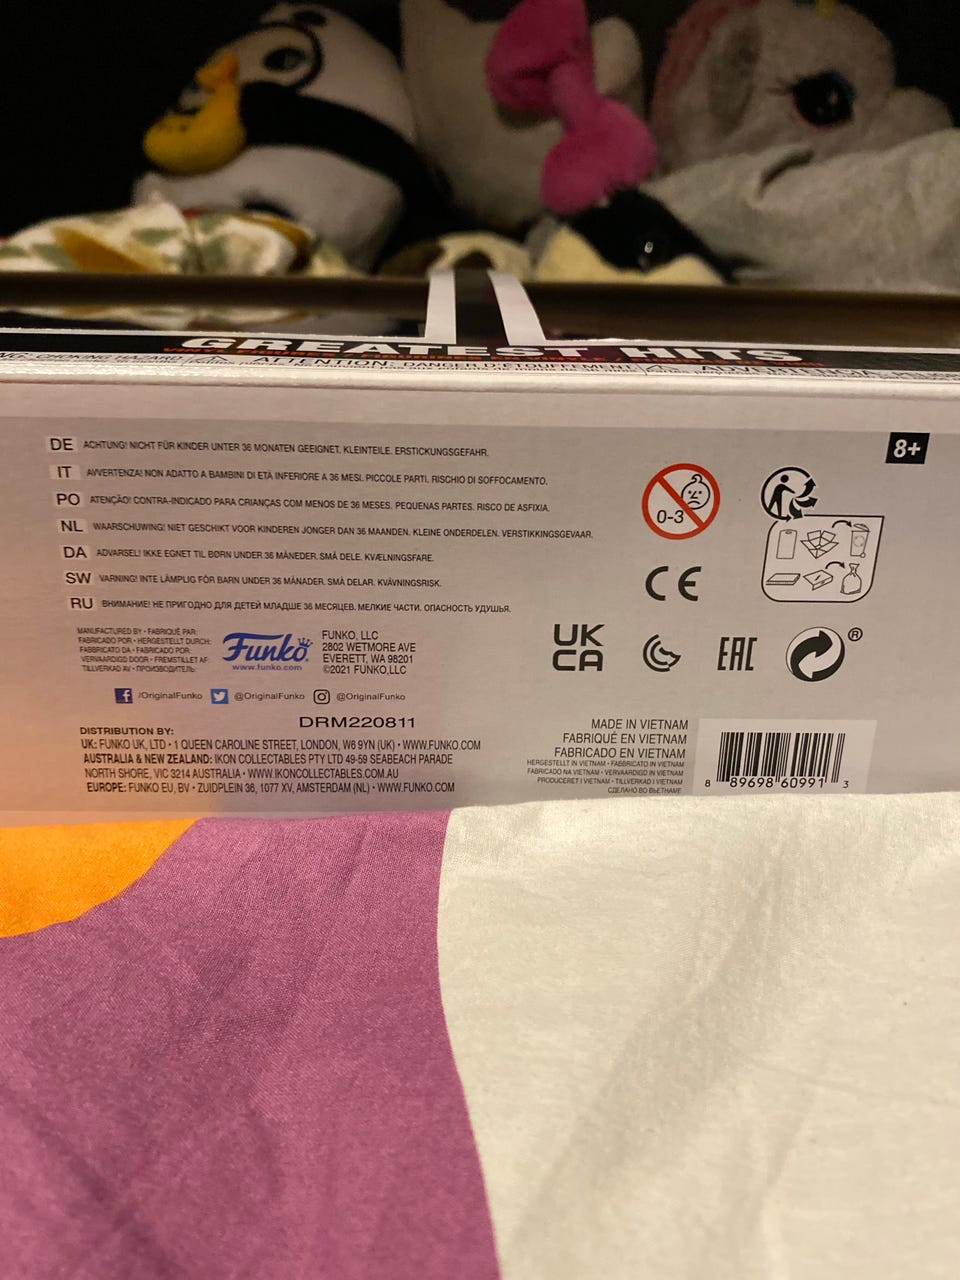 GREATEST HITS
ATTENTION: DANGER D'ÉTOUFFEMENT
8+
DE ACHTUNG! NICHT FÜR KINDER UNTER 36 MONATEN GEEIGNET. KLEINTEILE. ERSTICKUNGSGEFAHR.
IT AVVERTENZA! NON ADATTO A BAMBINI DI ETÀ INFERIORE A 36 MESI. PICCOLE PARTI. RISCHIO DI SOFFOCAMENTO.
PO ATENÇÃO! CONTRA-INDICADO PARA CRIANÇAS COM MENOS DE 36 MESES. PEQUENAS PARTES. RISCO DE ASFIXIA.
NL WAARSCHUWING! NIET GESCHIKT VOOR KINDEREN JONGER DAN 36 MAANDEN. KLEINE ONDERDELEN. VERSTIKKINGSGEVAAR.
DA ADVARSEL! IKKE EGNET TIL BØRN UNDER 36 MÅNEDER. SMÅ DELE. KVÆLNINGSFARE.
SW VARNING! INTE LÄMPLIG FÖR BARN UNDER 36 MÅNADER. SMÅ DELAR. KVÄVNINGSRISK.
RU ВНИМАНИЕ! НЕ ПРИГОДНО ДЛЯ ДЕТЕЙ МЛАДШЕ 36 МЕСЯЦЕВ. МЕЛКИЕ ЧАСТИ. ОПАСНОСТЬ УДУШЬЯ.
0-3
CE
MANUFACTURED BY • FABRIQUÉ PAR:
FABRICADO POR • HERGESTELLT DURCH:
FABBRICATO DA • FABRICADO POR:
VERVAARDIGD DOOR • FREMSTILLET AF:
TILLVERKAD AV • ПРОИЗВОДИТЕЛЬ:
Funko
www.funko.com
FUNKO, LLC
2802 WETMORE AVE
EVERETT, WA 98201
©2021 FUNKO,LLC
UK
CA
EAC
®
/OriginalFunko @OriginalFunko @OriginalFunko
DRM220811
DISTRIBUTION BY:
UK: FUNKO UK, LTD • 1 QUEEN CAROLINE STREET, LONDON, W6 9YN (UK) • WWW.FUNKO.COM
AUSTRALIA & NEW ZEALAND: IKON COLLECTABLES PTY LTD 49-59 SEABEACH PARADE
NORTH SHORE, VIC 3214 AUSTRALIA • WWW.IKONCOLLECTABLES.COM.AU
EUROPE: FUNKO EU, BV • ZUIDPLEIN 36, 1077 XV, AMSTERDAM (NL) • WWW.FUNKO.COM
MADE IN VIETNAM
FABRIQUÉ EN VIETNAM
FABRICADO EN VIETNAM
HERGESTELLT IN VIETNAM • FABBRICATO IN VIETNAM
FABRICADO NA VIETNAM • VERVAARDIGD IN VIETNAM
PRODUCERET I VIETNAM • TILLVERKAD I VIETNAM
СДЕЛАНО ВО ВЬЕТНАМЕ
8 89698 60991 3